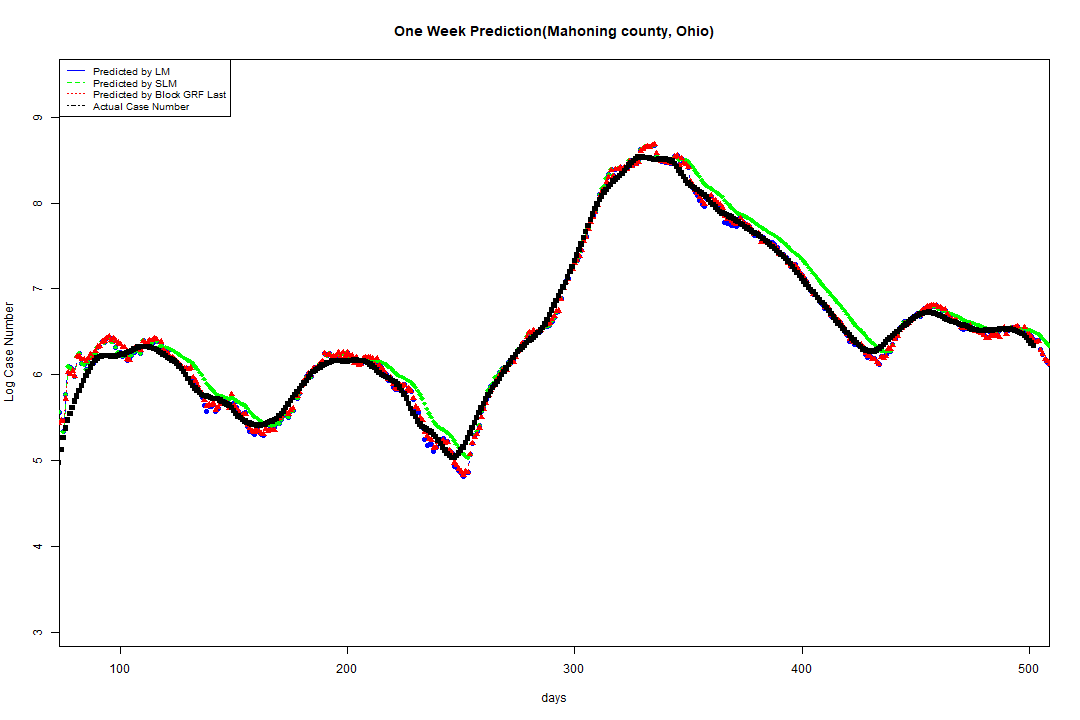 One Week Prediction(Mahoning county, Ohio)
Predicted by LM
Predicted by SLM
Predicted by Block GRF Last
Actual Case Number
9
8
7
6
5
4
3
Log Case Number
100 200 300 400 500
days